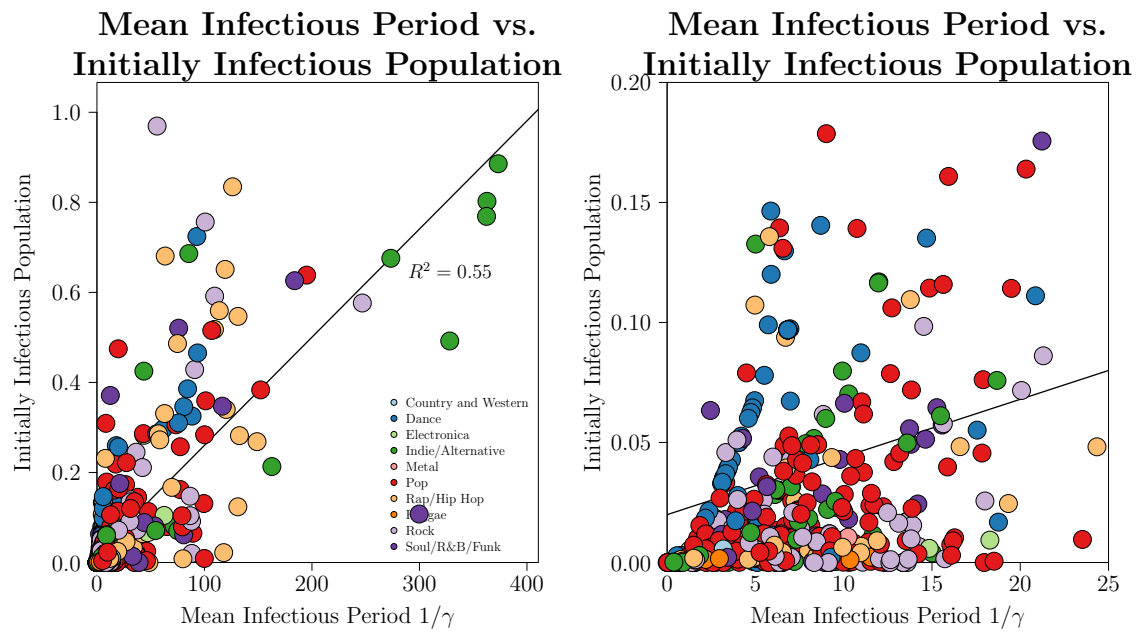 Mean Infectious Period vs.
Initially Infectious Population
Initially Infectious Population
1.0
0.8
0.6
0.4
0.2
0.0
0
100
200
300
400
Mean Infectious Period 1/γ
R² = 0.55
Country and Western
Dance
Electronica
Indie/Alternative
Metal
Pop
Rap/Hip Hop
Rock
Soul/R&B/Funk
Mean Infectious Period vs.
Initially Infectious Population
Initially Infectious Population
0.20
0.15
0.10
0.05
0.00
0
5
10
15
20
25
Mean Infectious Period 1/γ